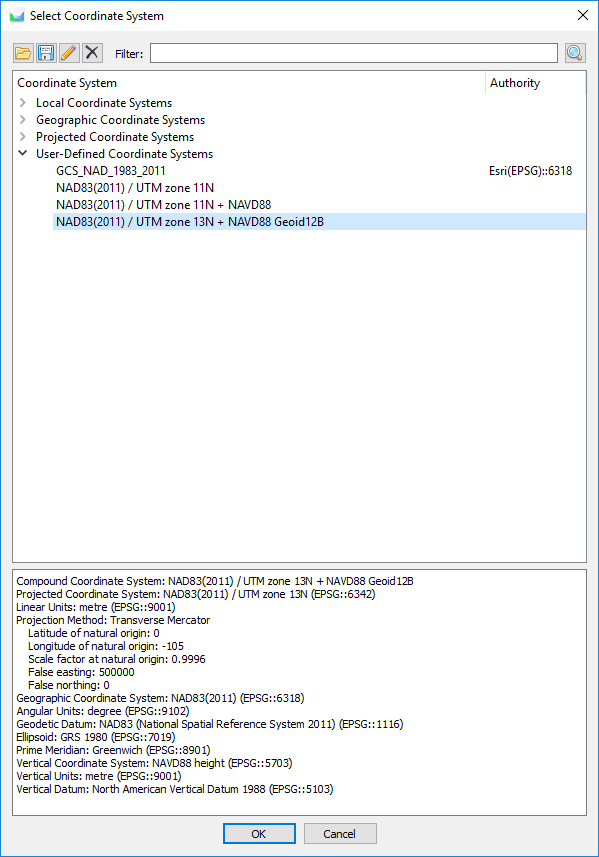 Select Coordinate System
Filter:
Coordinate System Authority
Local Coordinate Systems
Geographic Coordinate Systems
Projected Coordinate Systems
User-Defined Coordinate Systems
GCS_NAD_1983_2011 Esri(EPSG)::6318
NAD83(2011) / UTM zone 11N
NAD83(2011) / UTM zone 11N + NAVD88
NAD83(2011) / UTM zone 13N + NAVD88 Geoid12B
Compound Coordinate System: NAD83(2011) / UTM zone 13N + NAVD88 Geoid12B
Projected Coordinate System: NAD83(2011) / UTM zone 13N (EPSG::6342)
Linear Units: metre (EPSG::9001)
Projection Method: Transverse Mercator
Latitude of natural origin: 0
Longitude of natural origin: -105
Scale factor at natural origin: 0.9996
False easting: 500000
False northing: 0
Geographic Coordinate System: NAD83(2011) (EPSG::6318)
Angular Units: degree (EPSG::9102)
Geodetic Datum: NAD83 (National Spatial Reference System 2011) (EPSG::1116)
Ellipsoid: GRS 1980 (EPSG::7019)
Prime Meridian: Greenwich (EPSG::8901)
Vertical Coordinate System: NAVD88 height (EPSG::5703)
Vertical Units: metre (EPSG::9001)
Vertical Datum: North American Vertical Datum 1988 (EPSG::5103)
OK Cancel